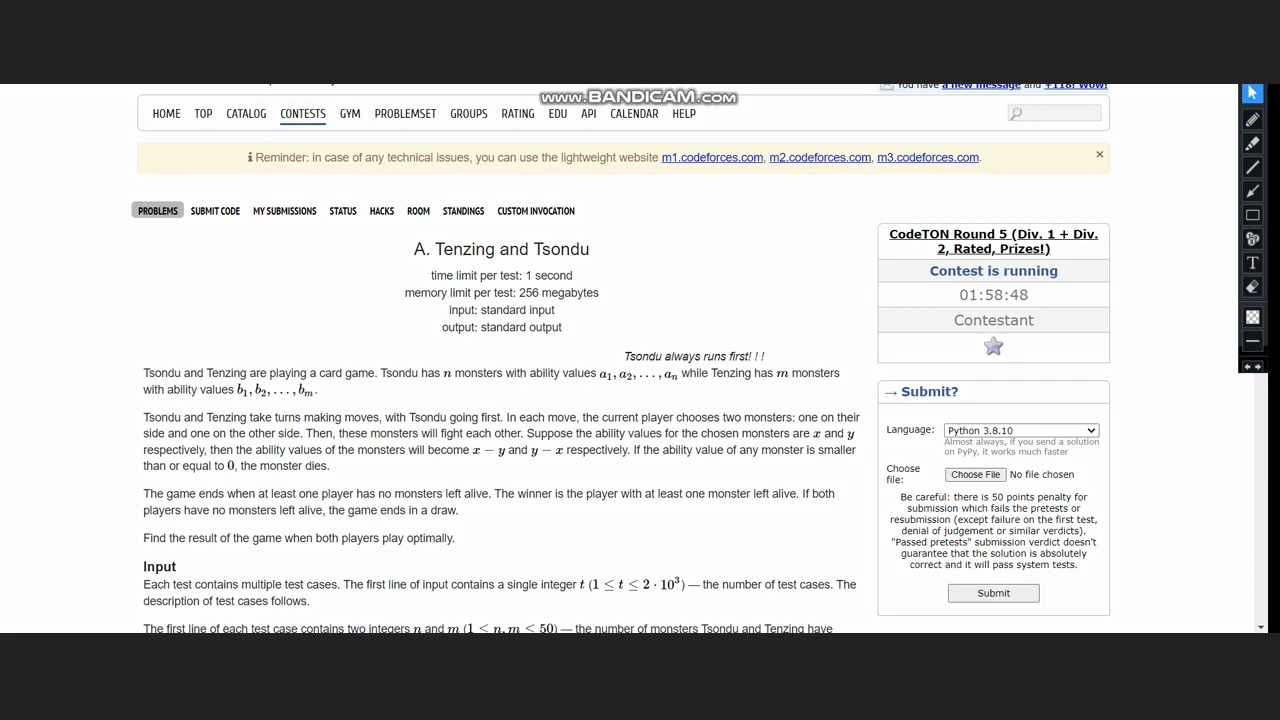 You have a new message and +118! Wow!
www.BANDICAM.com
HOME TOP CATALOG CONTESTS GYM PROBLEMSET GROUPS RATING EDU API CALENDAR HELP
Reminder: in case of any technical issues, you can use the lightweight website m1.codeforces.com, m2.codeforces.com, m3.codeforces.com.
PROBLEMS SUBMIT CODE MY SUBMISSIONS STATUS HACKS ROOM STANDINGS CUSTOM INVOCATION
A. Tenzing and Tsondu
time limit per test: 1 second
memory limit per test: 256 megabytes
input: standard input
output: standard output
Tsondu always runs first! ! !
Tsondu and Tenzing are playing a card game. Tsondu has n monsters with ability values a1, a2, . . . , an while Tenzing has m monsters
with ability values b1, b2, . . . , bm.
Tsondu and Tenzing take turns making moves, with Tsondu going first. In each move, the current player chooses two monsters: one on their
side and one on the other side. Then, these monsters will fight each other. Suppose the ability values for the chosen monsters are x and y
respectively, then the ability values of the monsters will become x − y and y − x respectively. If the ability value of any monster is smaller
than or equal to 0, the monster dies.
The game ends when at least one player has no monsters left alive. The winner is the player with at least one monster left alive. If both
players have no monsters left alive, the game ends in a draw.
Find the result of the game when both players play optimally.
Input
Each test contains multiple test cases. The first line of input contains a single integer t (1 ≤ t ≤ 2 · 10³) — the number of test cases. The
description of test cases follows.
The first line of each test case contains two integers n and m (1 ≤ n, m ≤ 50) — the number of monsters Tsondu and Tenzing have
CodeTON Round 5 (Div. 1 + Div.
2, Rated, Prizes!)
Contest is running
01:58:48
Contestant
→ Submit?
Language: Python 3.8.10
Almost always, if you send a solution
on PyPy, it works much faster
Choose
file: Choose File No file chosen
Be careful: there is 50 points penalty for
submission which fails the pretests or
resubmission (except failure on the first test,
denial of judgement or similar verdicts).
"Passed pretests" submission verdict doesn't
guarantee that the solution is absolutely
correct and it will pass system tests.
Submit